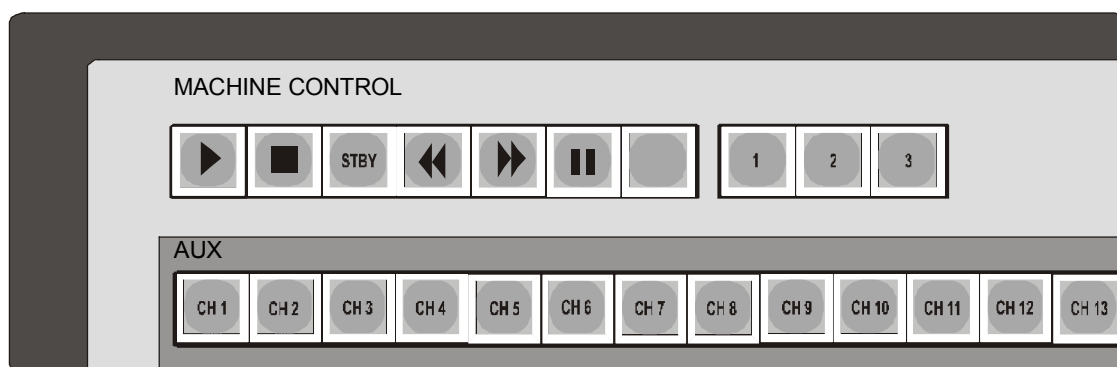 MACHINE CONTROL
STBY 1 2 3
AUX
CH 1 CH 2 CH 3 CH 4 CH 5 CH 6 CH 7 CH 8 CH 9 CH 10 CH 11 CH 12 CH 13